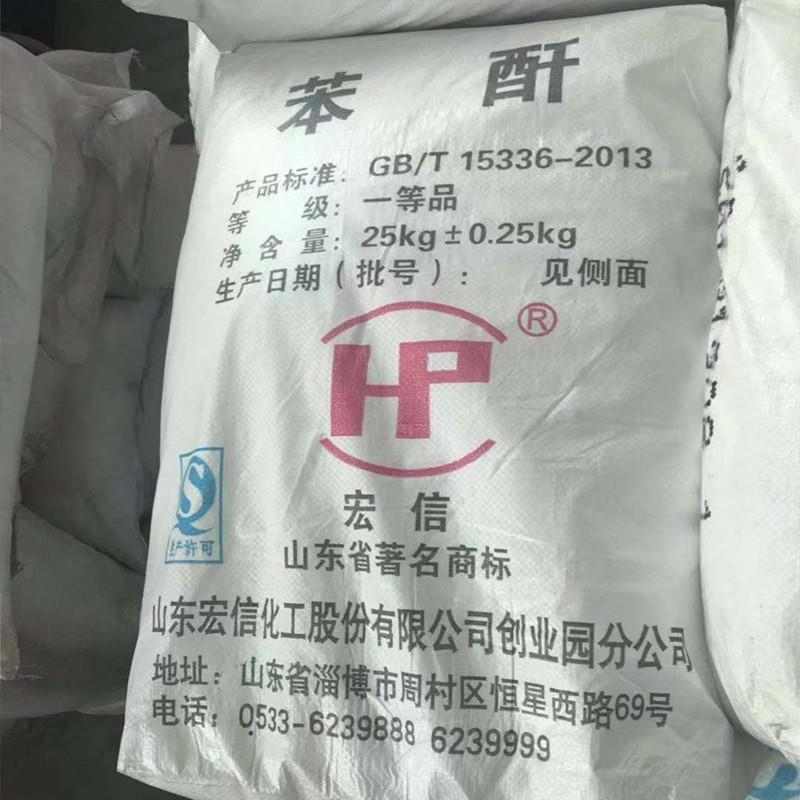 苯酐
产品标准: GB/T 15336-2013
等级: 一等品
净含量: 25kg±0.25kg
生产日期(批号): 见侧面
HP®
宏信
生产许可
山东省著名商标
山东宏信化工股份有限公司创业园分公司
地址: 山东省淄博市周村区恒星西路69号
电话: 0533-6239888 6239999